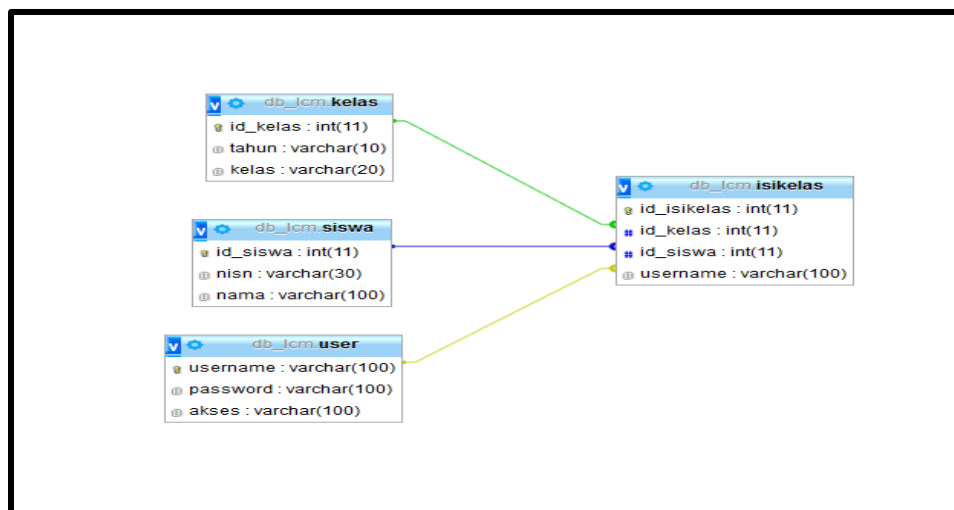 db_lcm.kelas
id_kelas : int(11)
tahun : varchar(10)
kelas : varchar(20)
db_lcm.siswa
id_siswa : int(11)
nisn : varchar(30)
nama : varchar(100)
db_lcm.user
username : varchar(100)
password : varchar(100)
akses : varchar(100)
db_lcm.isikelas
id_isikelas : int(11)
id_kelas : int(11)
id_siswa : int(11)
username : varchar(100)